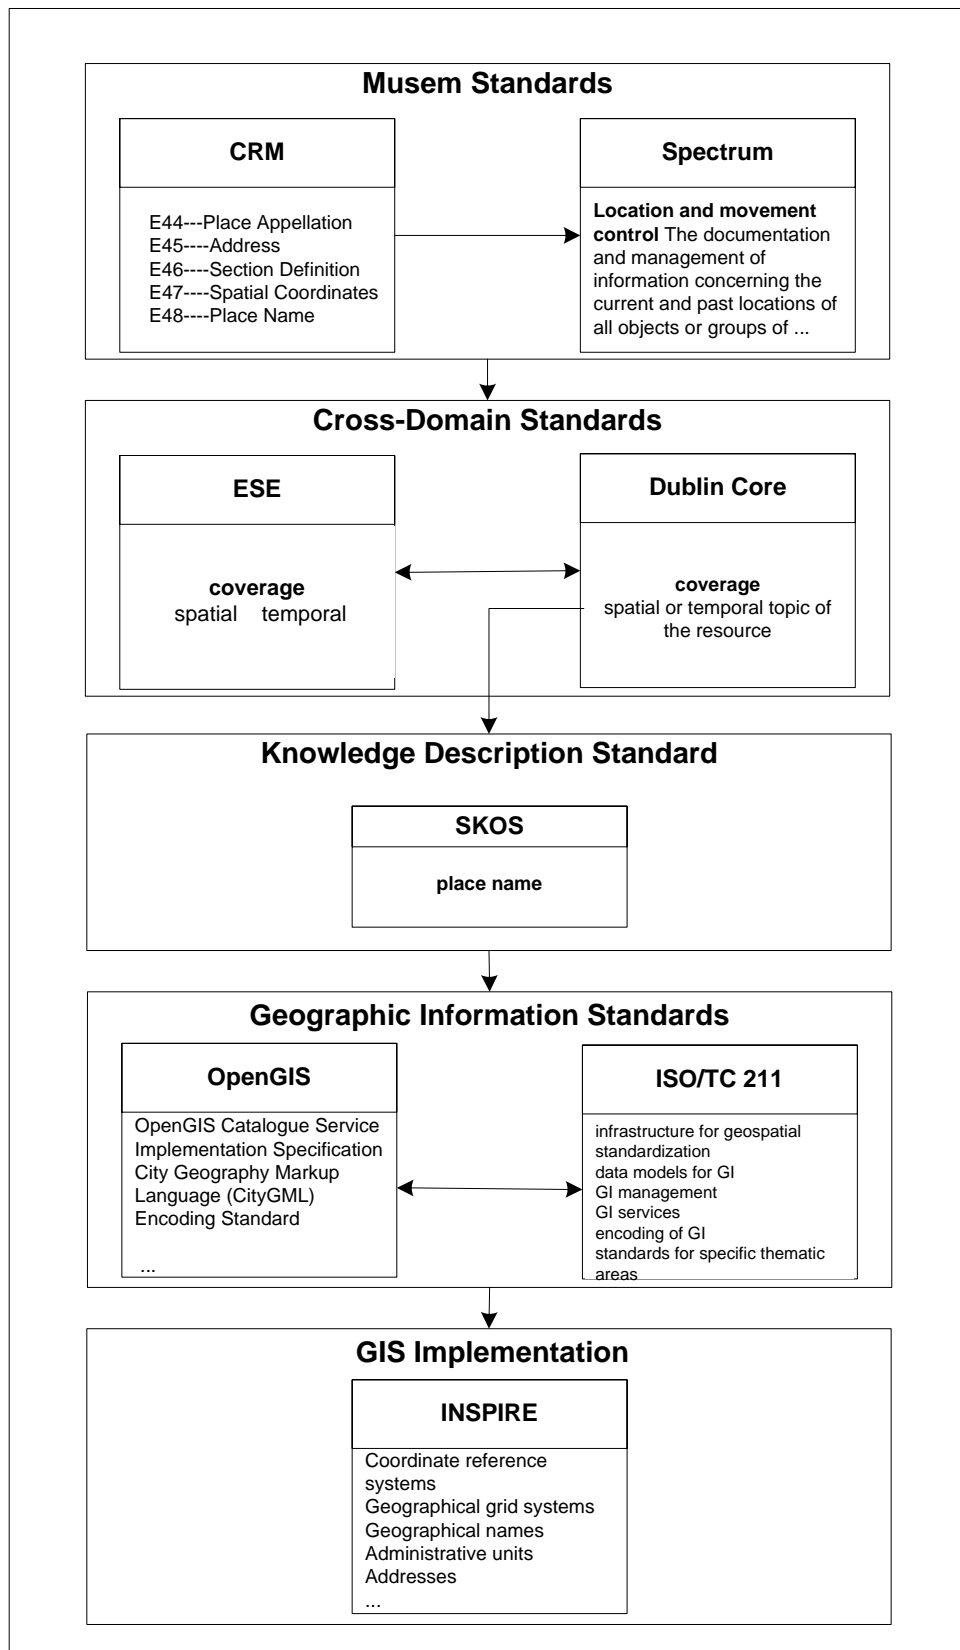 Musem Standards
CRM
E44---Place Appellation
E45----Address
E46----Section Definition
E47----Spatial Coordinates
E48----Place Name
Spectrum
Location and movement
control The documentation
and management of
information concerning the
current and past locations of
all objects or groups of ...
Cross-Domain Standards
ESE
coverage
spatial temporal
Dublin Core
coverage
spatial or temporal topic of
the resource
Knowledge Description Standard
SKOS
place name
Geographic Information Standards
OpenGIS
OpenGIS Catalogue Service
Implementation Specification
City Geography Markup
Language (CityGML)
Encoding Standard
...
ISO/TC 211
infrastructure for geospatial
standardization
data models for GI
GI management
GI services
encoding of GI
standards for specific thematic
areas
GIS Implementation
INSPIRE
Coordinate reference
systems
Geographical grid systems
Geographical names
Administrative units
Addresses
...